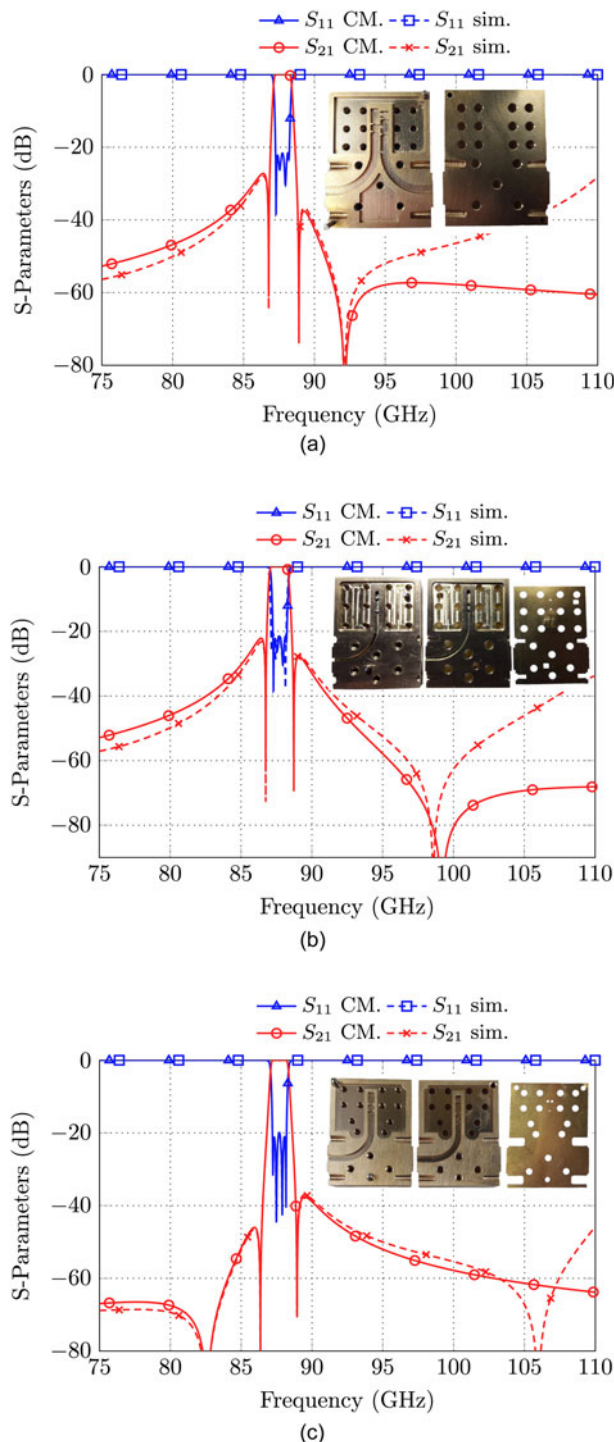 S₁₁ CM. S₁₁ sim.
S₂₁ CM. S₂₁ sim.
0
−20
−40
−60
−80
S-Parameters (dB)
75 80 85 90 95 100 105 110
Frequency (GHz)
(a)
S₁₁ CM. S₁₁ sim.
S₂₁ CM. S₂₁ sim.
0
−20
−40
−60
−80
S-Parameters (dB)
75 80 85 90 95 100 105 110
Frequency (GHz)
(b)
S₁₁ CM. S₁₁ sim.
S₂₁ CM. S₂₁ sim.
0
−20
−40
−60
−80
S-Parameters (dB)
75 80 85 90 95 100 105 110
Frequency (GHz)
(c)